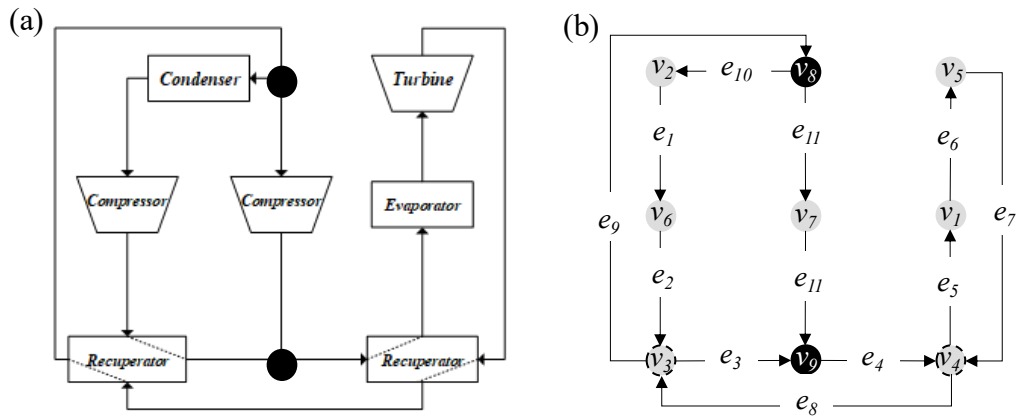 (a)
Condenser
Turbine
Compressor
Compressor
Evaporator
Recuperator
Recuperator
(b)
v2
e10
v8
v5
e1
e11
e6
v6
v7
v1
e9
e7
e2
e11
e5
v3
e3
v9
e4
v4
e8